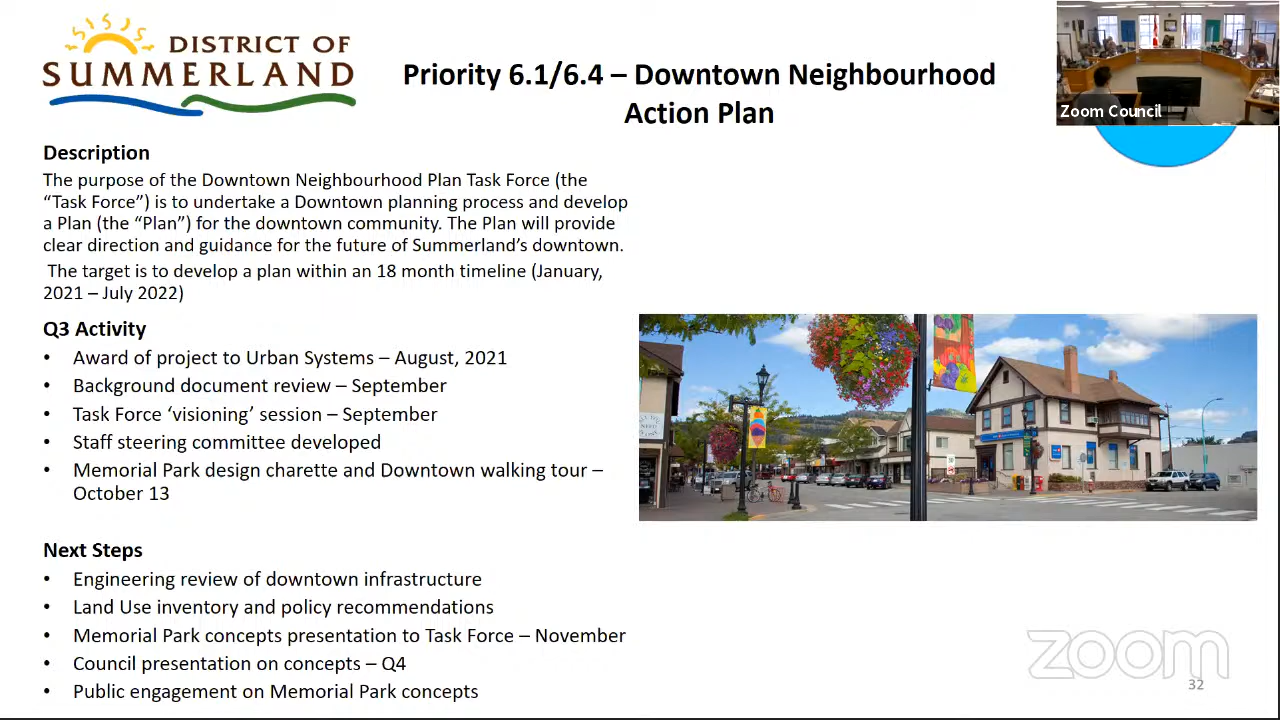 DISTRICT OF
SUMMERLAND
Priority 6.1/6.4 – Downtown Neighbourhood
Action Plan
Zoom Council
Description
The purpose of the Downtown Neighbourhood Plan Task Force (the
“Task Force”) is to undertake a Downtown planning process and develop
a Plan (the “Plan”) for the downtown community. The Plan will provide
clear direction and guidance for the future of Summerland’s downtown.
The target is to develop a plan within an 18 month timeline (January,
2021 – July 2022)
Q3 Activity
• Award of project to Urban Systems – August, 2021
• Background document review – September
• Task Force ‘visioning’ session – September
• Staff steering committee developed
• Memorial Park design charette and Downtown walking tour –
October 13
Next Steps
• Engineering review of downtown infrastructure
• Land Use inventory and policy recommendations
• Memorial Park concepts presentation to Task Force – November
• Council presentation on concepts – Q4
• Public engagement on Memorial Park concepts
zoom
32